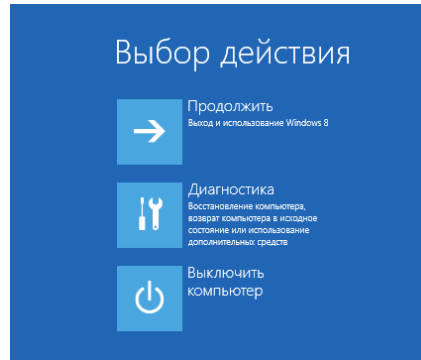 Выбор действия
Продолжить
Выход и использование Windows 8
Диагностика
Восстановление компьютера,
возврат компьютера в исходное
состояние или использование
дополнительных средств
Выключить
компьютер